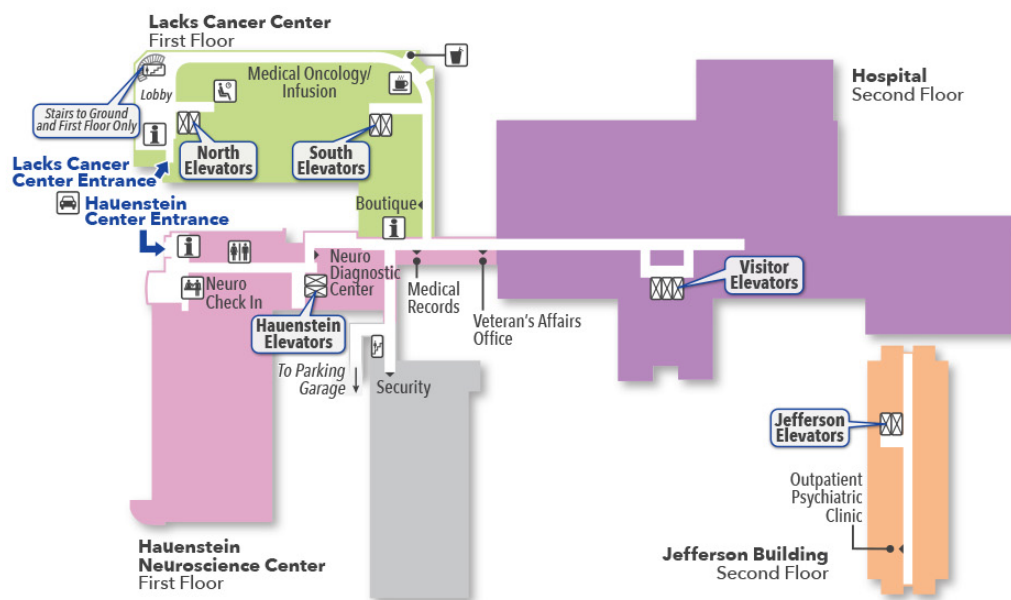 Lacks Cancer Center
First Floor
Medical Oncology/
Infusion
Lobby
Stairs to Ground
and First Floor Only
i
North
Elevators
South
Elevators
Lacks Cancer
Center Entrance
Hauenstein
Center Entrance
Boutique
i
Hospital
Second Floor
i
Neuro
Check In
Neuro
Diagnostic
Center
Medical
Records
Veteran's Affairs
Office
Visitor
Elevators
Hauenstein
Elevators
To Parking
Garage
Security
Jefferson
Elevators
Outpatient
Psychiatric
Clinic
Hauenstein
Neuroscience Center
First Floor
Jefferson Building
Second Floor